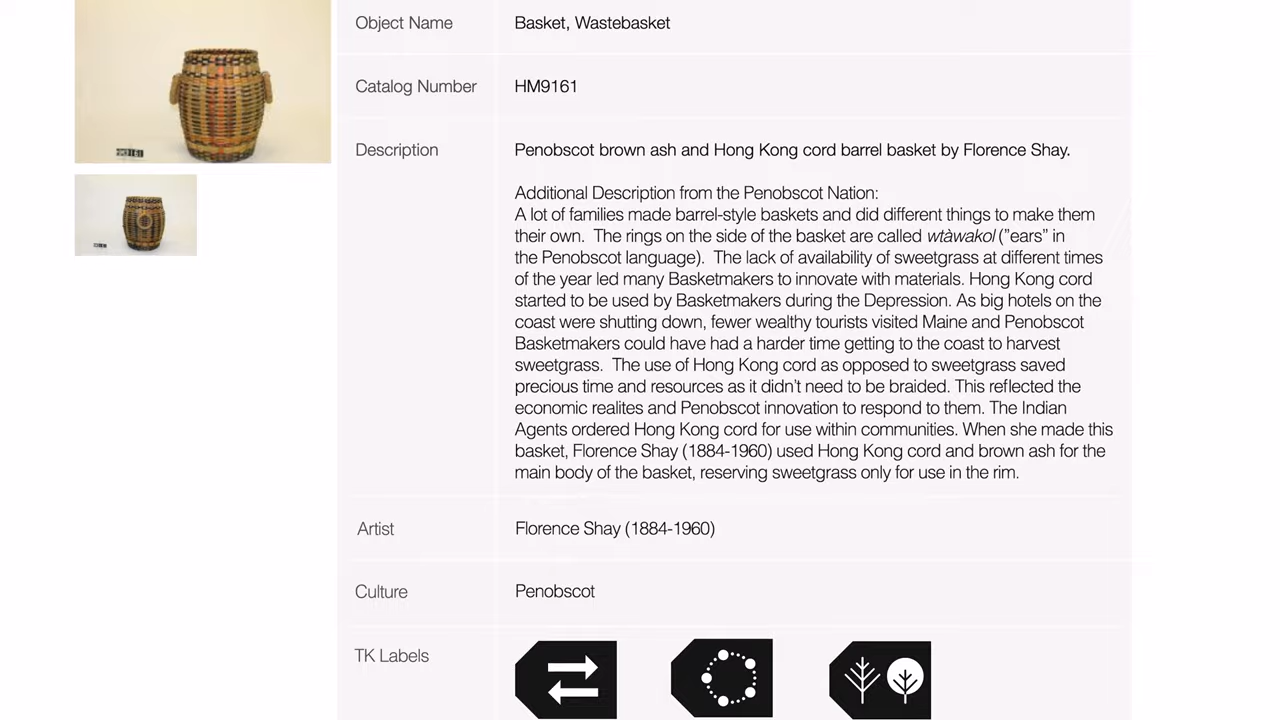 Object Name
Basket, Wastebasket
Catalog Number
HM9161
Description
Penobscot brown ash and Hong Kong cord barrel basket by Florence Shay.
Additional Description from the Penobscot Nation:
A lot of families made barrel-style baskets and did different things to make them
their own.  The rings on the side of the basket are called wtàwakol (”ears” in
the Penobscot language).  The lack of availability of sweetgrass at different times
of the year led many Basketmakers to innovate with materials. Hong Kong cord
started to be used by Basketmakers during the Depression. As big hotels on the
coast were shutting down, fewer wealthy tourists visited Maine and Penobscot
Basketmakers could have had a harder time getting to the coast to harvest
sweetgrass.  The use of Hong Kong cord as opposed to sweetgrass saved
precious time and resources as it didn’t need to be braided. This reflected the
economic realites and Penobscot innovation to respond to them. The Indian
Agents ordered Hong Kong cord for use within communities. When she made this
basket, Florence Shay (1884-1960) used Hong Kong cord and brown ash for the
main body of the basket, reserving sweetgrass only for use in the rim.
Artist
Florence Shay (1884-1960)
Culture
Penobscot
TK Labels